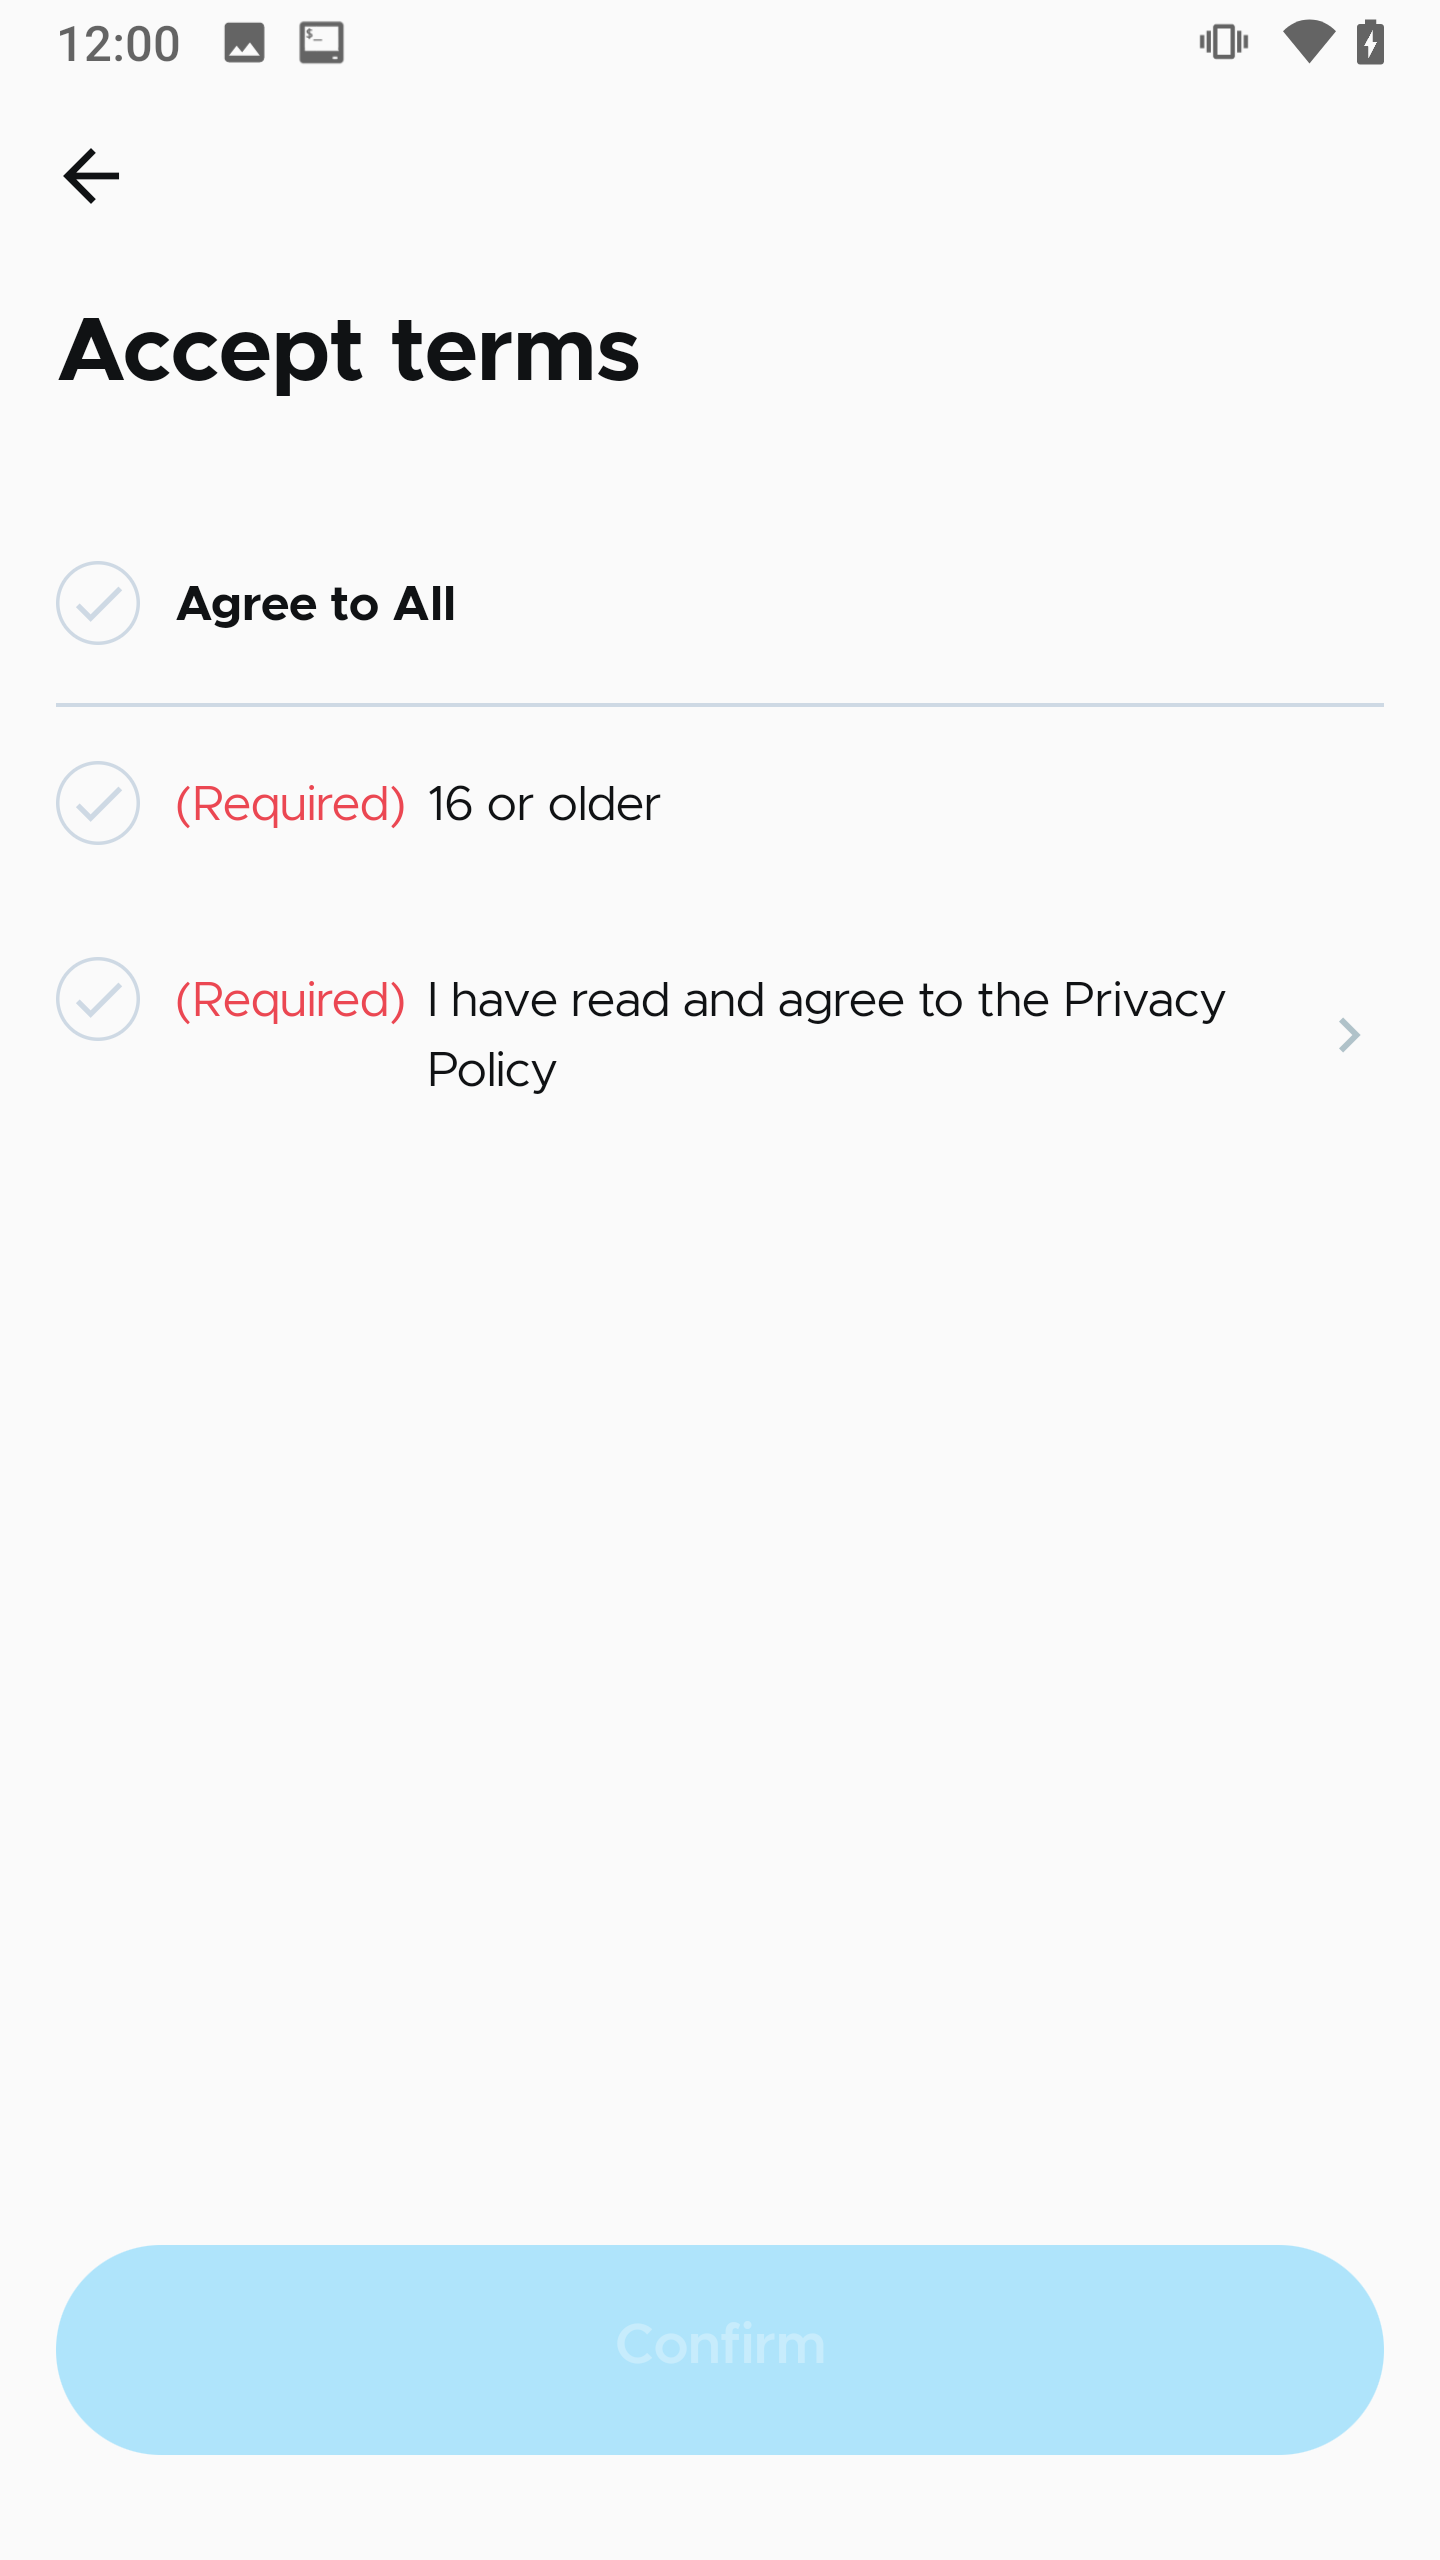 12:00
Accept terms
Agree to All
(Required) 16 or older
(Required) I have read and agree to the Privacy
Policy
Confirm